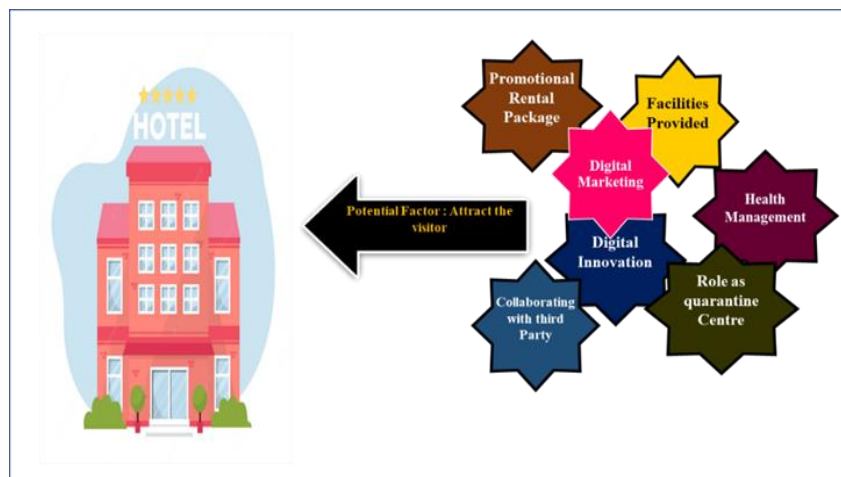 HOTEL
Potential Factor : Attract the
visitor
Promotional
Rental
Package
Facilities
Provided
Digital
Marketing
Health
Management
Digital
Innovation
Role as
quarantine
Centre
Collaborating
with third
Party